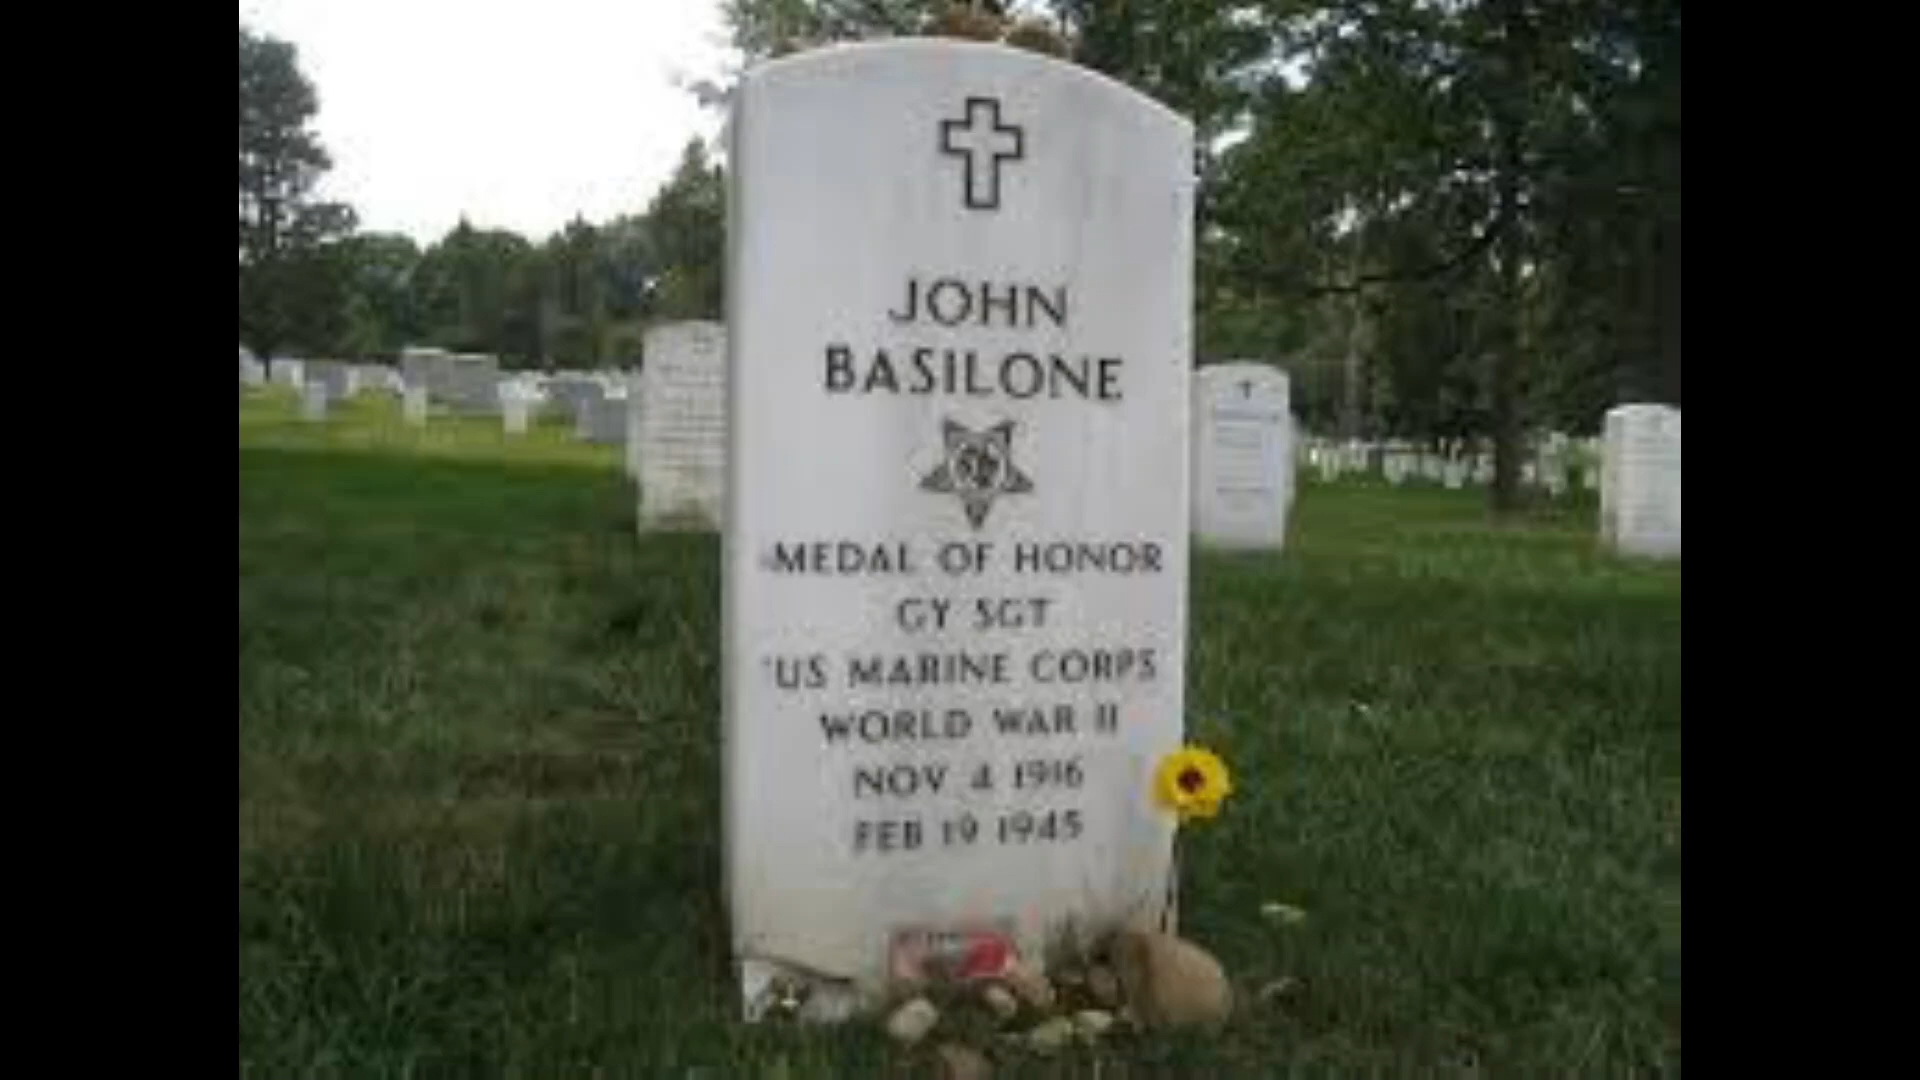 JOHN
BASILONE
MEDAL OF HONOR
GY SGT
US MARINE CORPS
WORLD WAR II
NOV 4 1916
FEB 19 1945